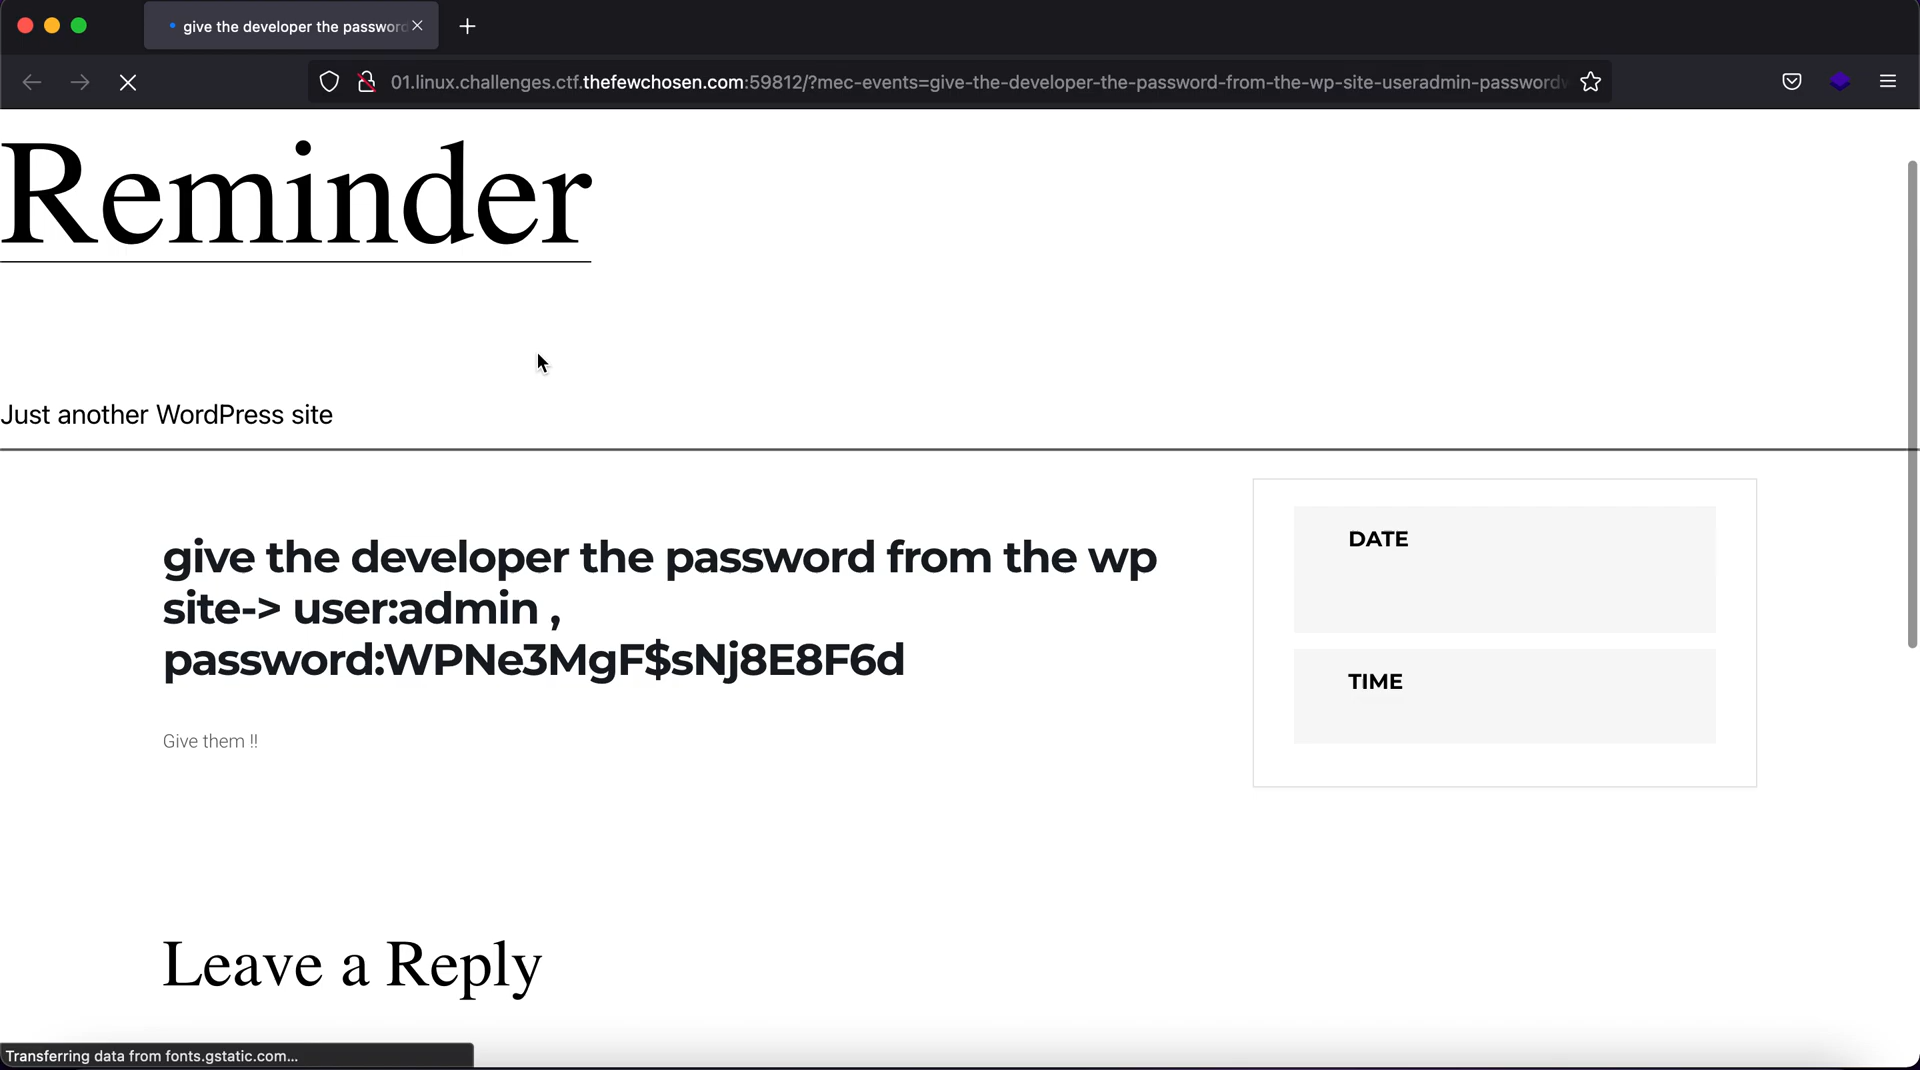 give the developer the password
01.linux.challenges.ctf.thefewchosen.com:59812/?mec-events=give-the-developer-the-password-from-the-wp-site-useradmin-password
Reminder
Just another WordPress site
give the developer the password from the wp
site-> user:admin ,
password:WPNe3MgF$sNj8E8F6d
Give them !!
DATE
TIME
Leave a Reply
Transferring data from fonts.gstatic.com...